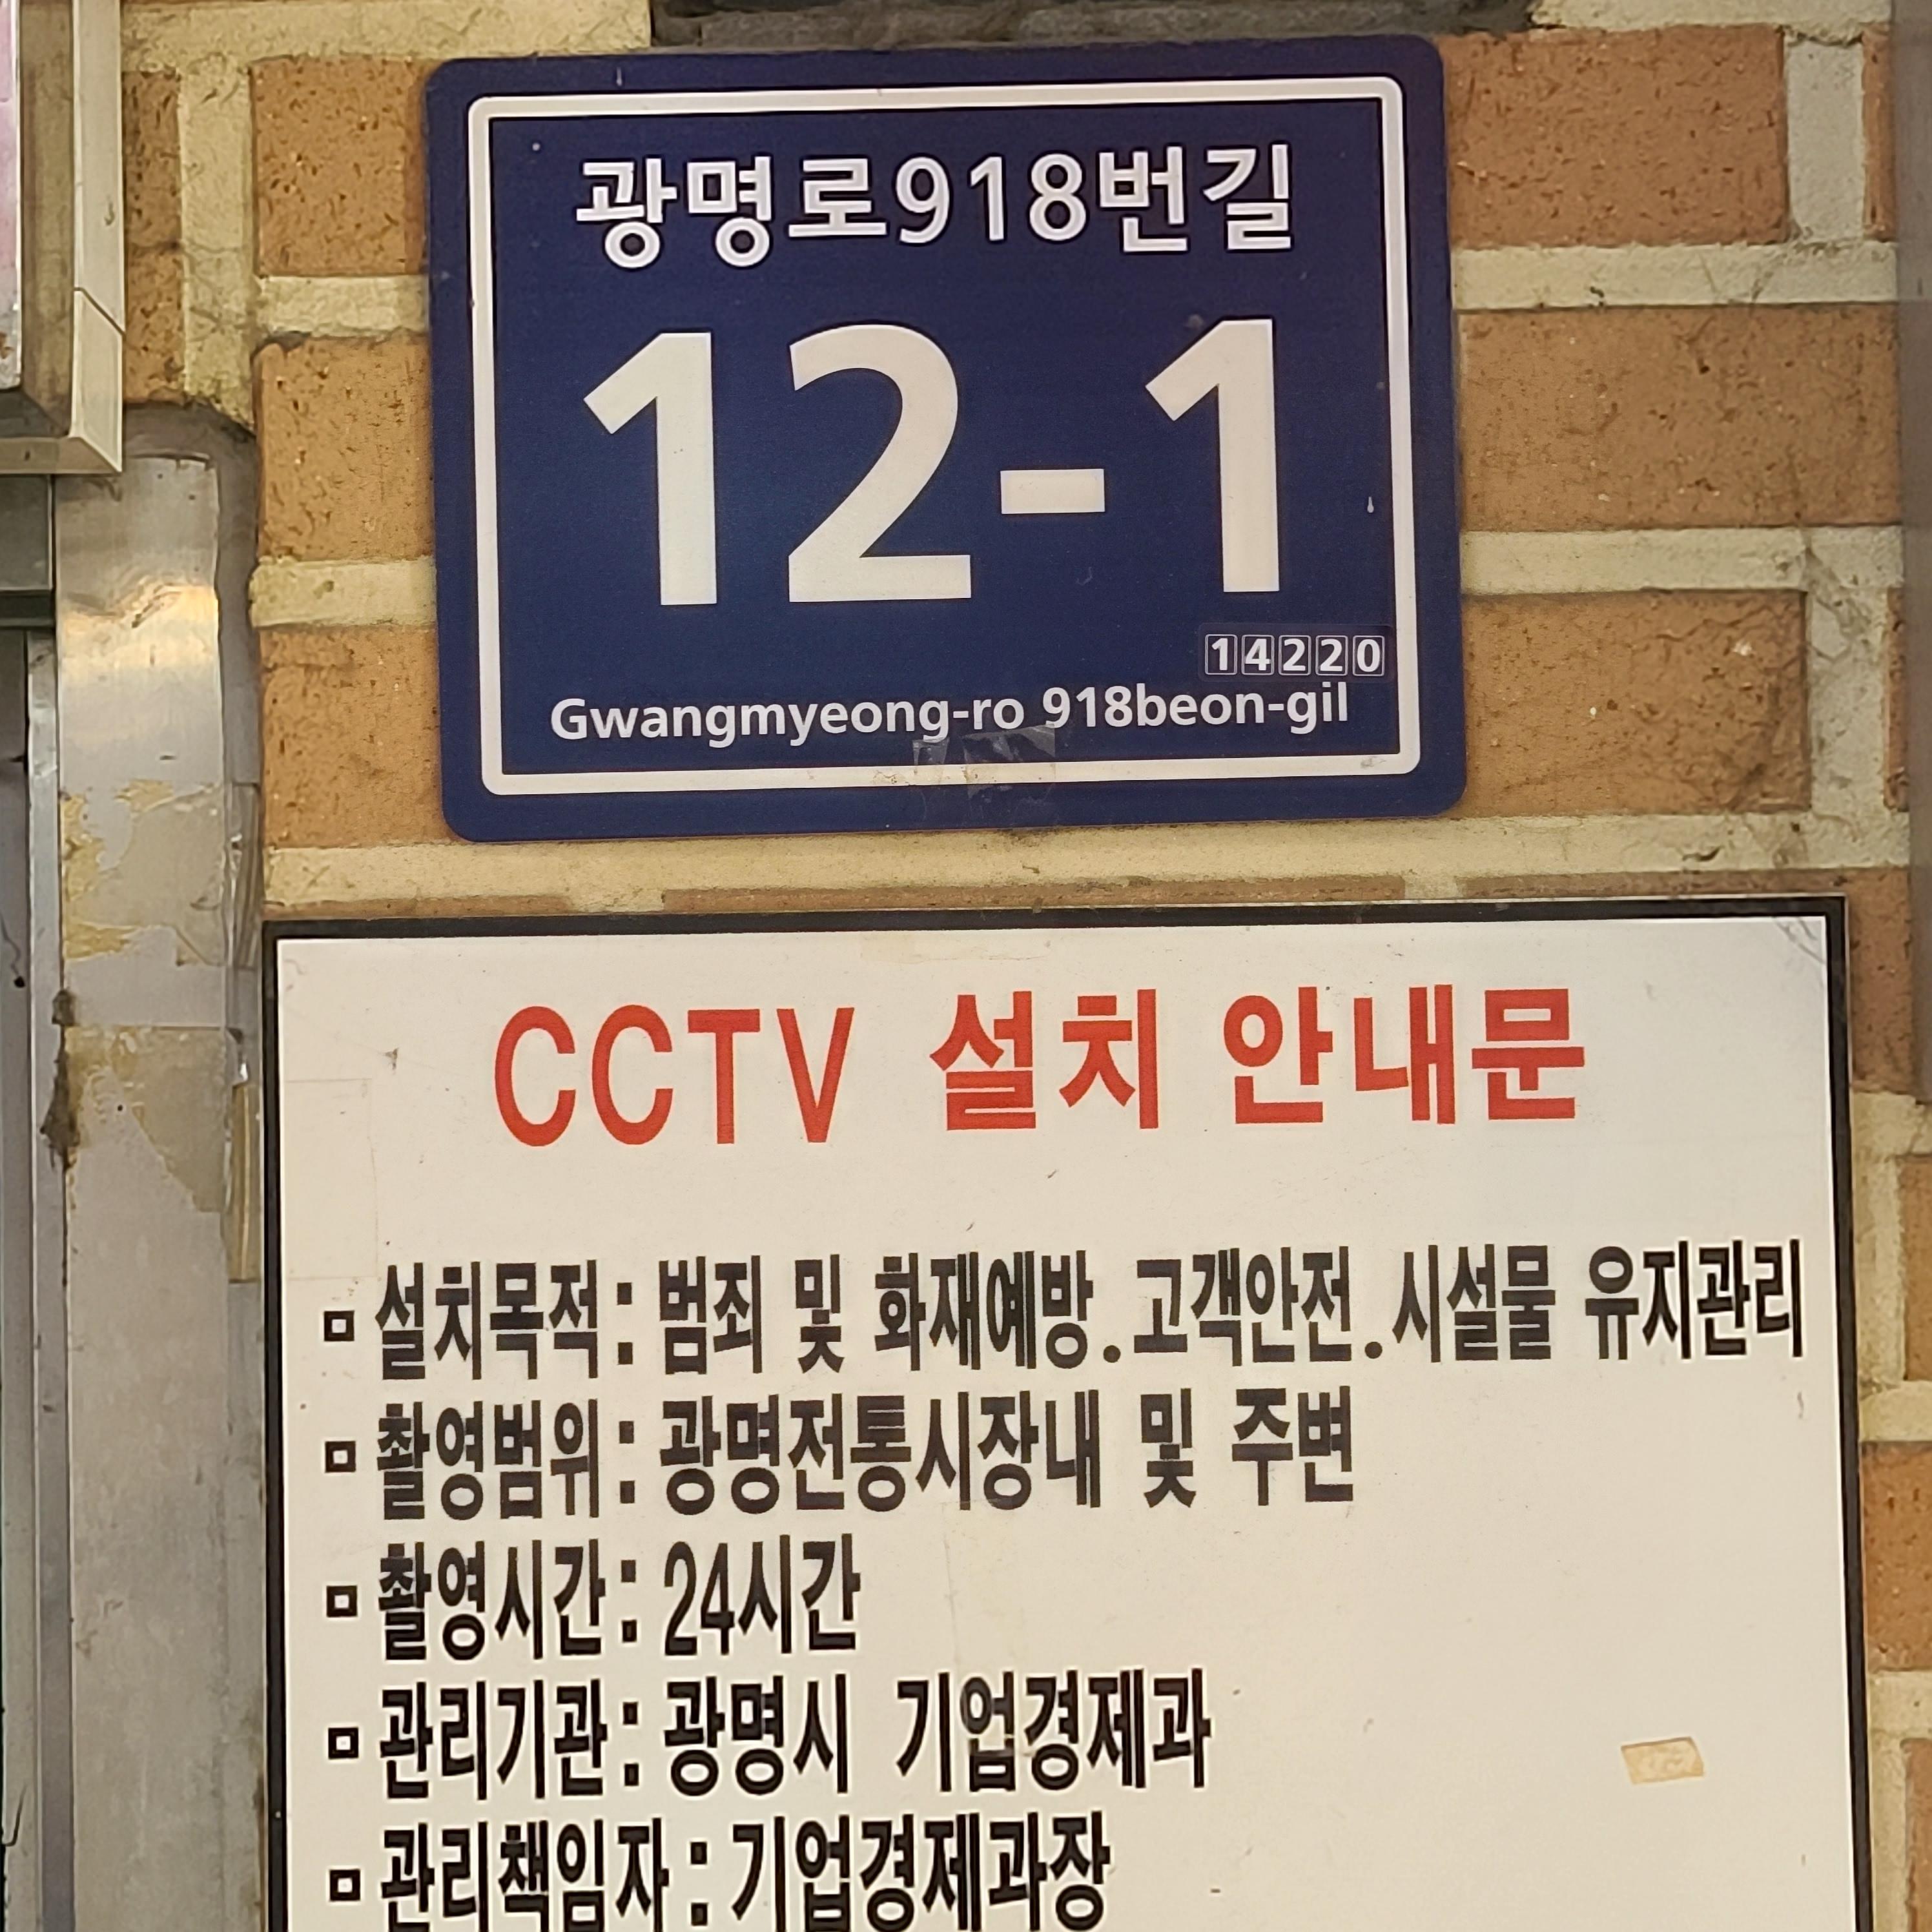 광명로918번길
12-1
14220
Gwangmyeong-ro 918beon-gil
CCTV 설치 안내문
▫ 설치목적 : 범죄 및 화재예방.고객안전.시설물 유지관리
▫ 촬영범위 : 광명전통시장내 및 주변
▫ 촬영시간 : 24시간
▫ 관리기관 : 광명시 기업경제과
▫ 관리책임자 : 기업경제과장